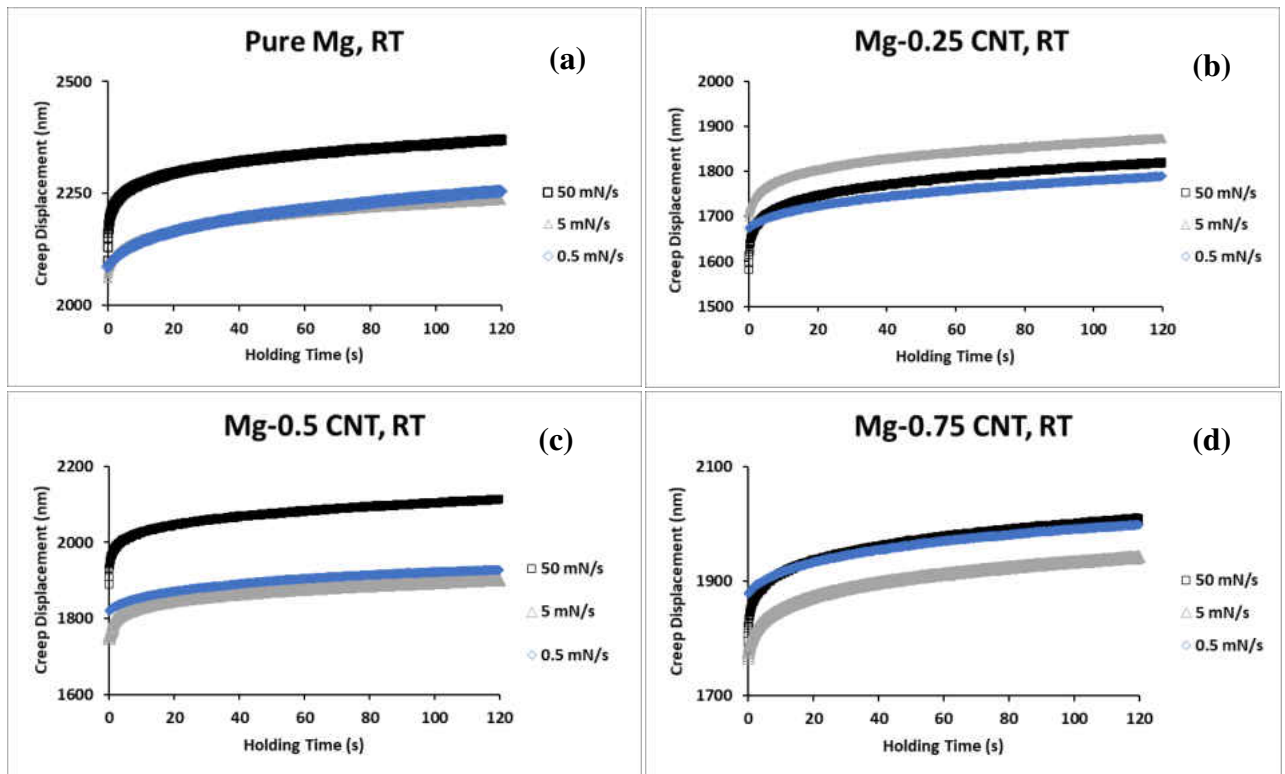 Pure Mg, RT
(a)
2500
2250
2000
Creep Displacement (nm)
0 20 40 60 80 100 120
Holding Time (s)
50 mN/s
5 mN/s
0.5 mN/s
Mg-0.25 CNT, RT
(b)
2000
1900
1800
1700
1600
1500
Creep Displacement (nm)
0 20 40 60 80 100 120
Holding Time (s)
50 mN/s
5 mN/s
0.5 mN/s
Mg-0.5 CNT, RT
(c)
2200
2000
1800
1600
Creep Displacement (nm)
0 20 40 60 80 100 120
Holding Time (s)
50 mN/s
5 mN/s
0.5 mN/s
Mg-0.75 CNT, RT
(d)
2100
1900
1700
Creep Displacement (nm)
0 20 40 60 80 100 120
Holding Time (s)
50 mN/s
5 mN/s
0.5 mN/s